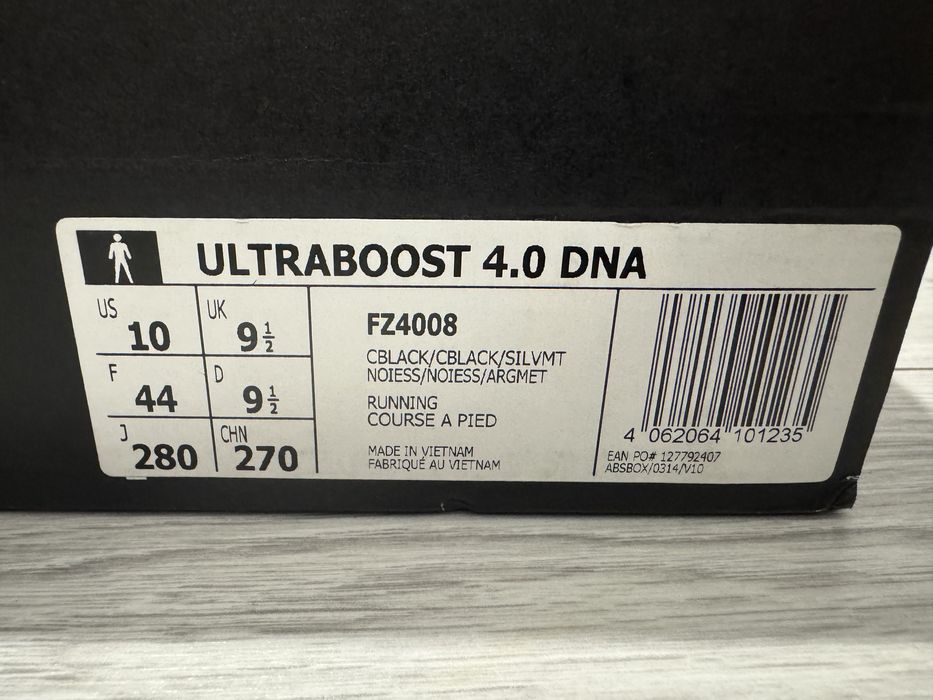 ULTRABOOST 4.0 DNA
US 10 UK 9 1/2
F 44 D 9 1/2
J 280 CHN 270
FZ4008
CBLACK/CBLACK/SILVMT
NOIESS/NOIESS/ARGMET
RUNNING
COURSE A PIED
MADE IN VIETNAM
FABRIQUÉ AU VIETNAM
4 062064 101235
EAN PO# 127792407
ABSBOX/0314/V10